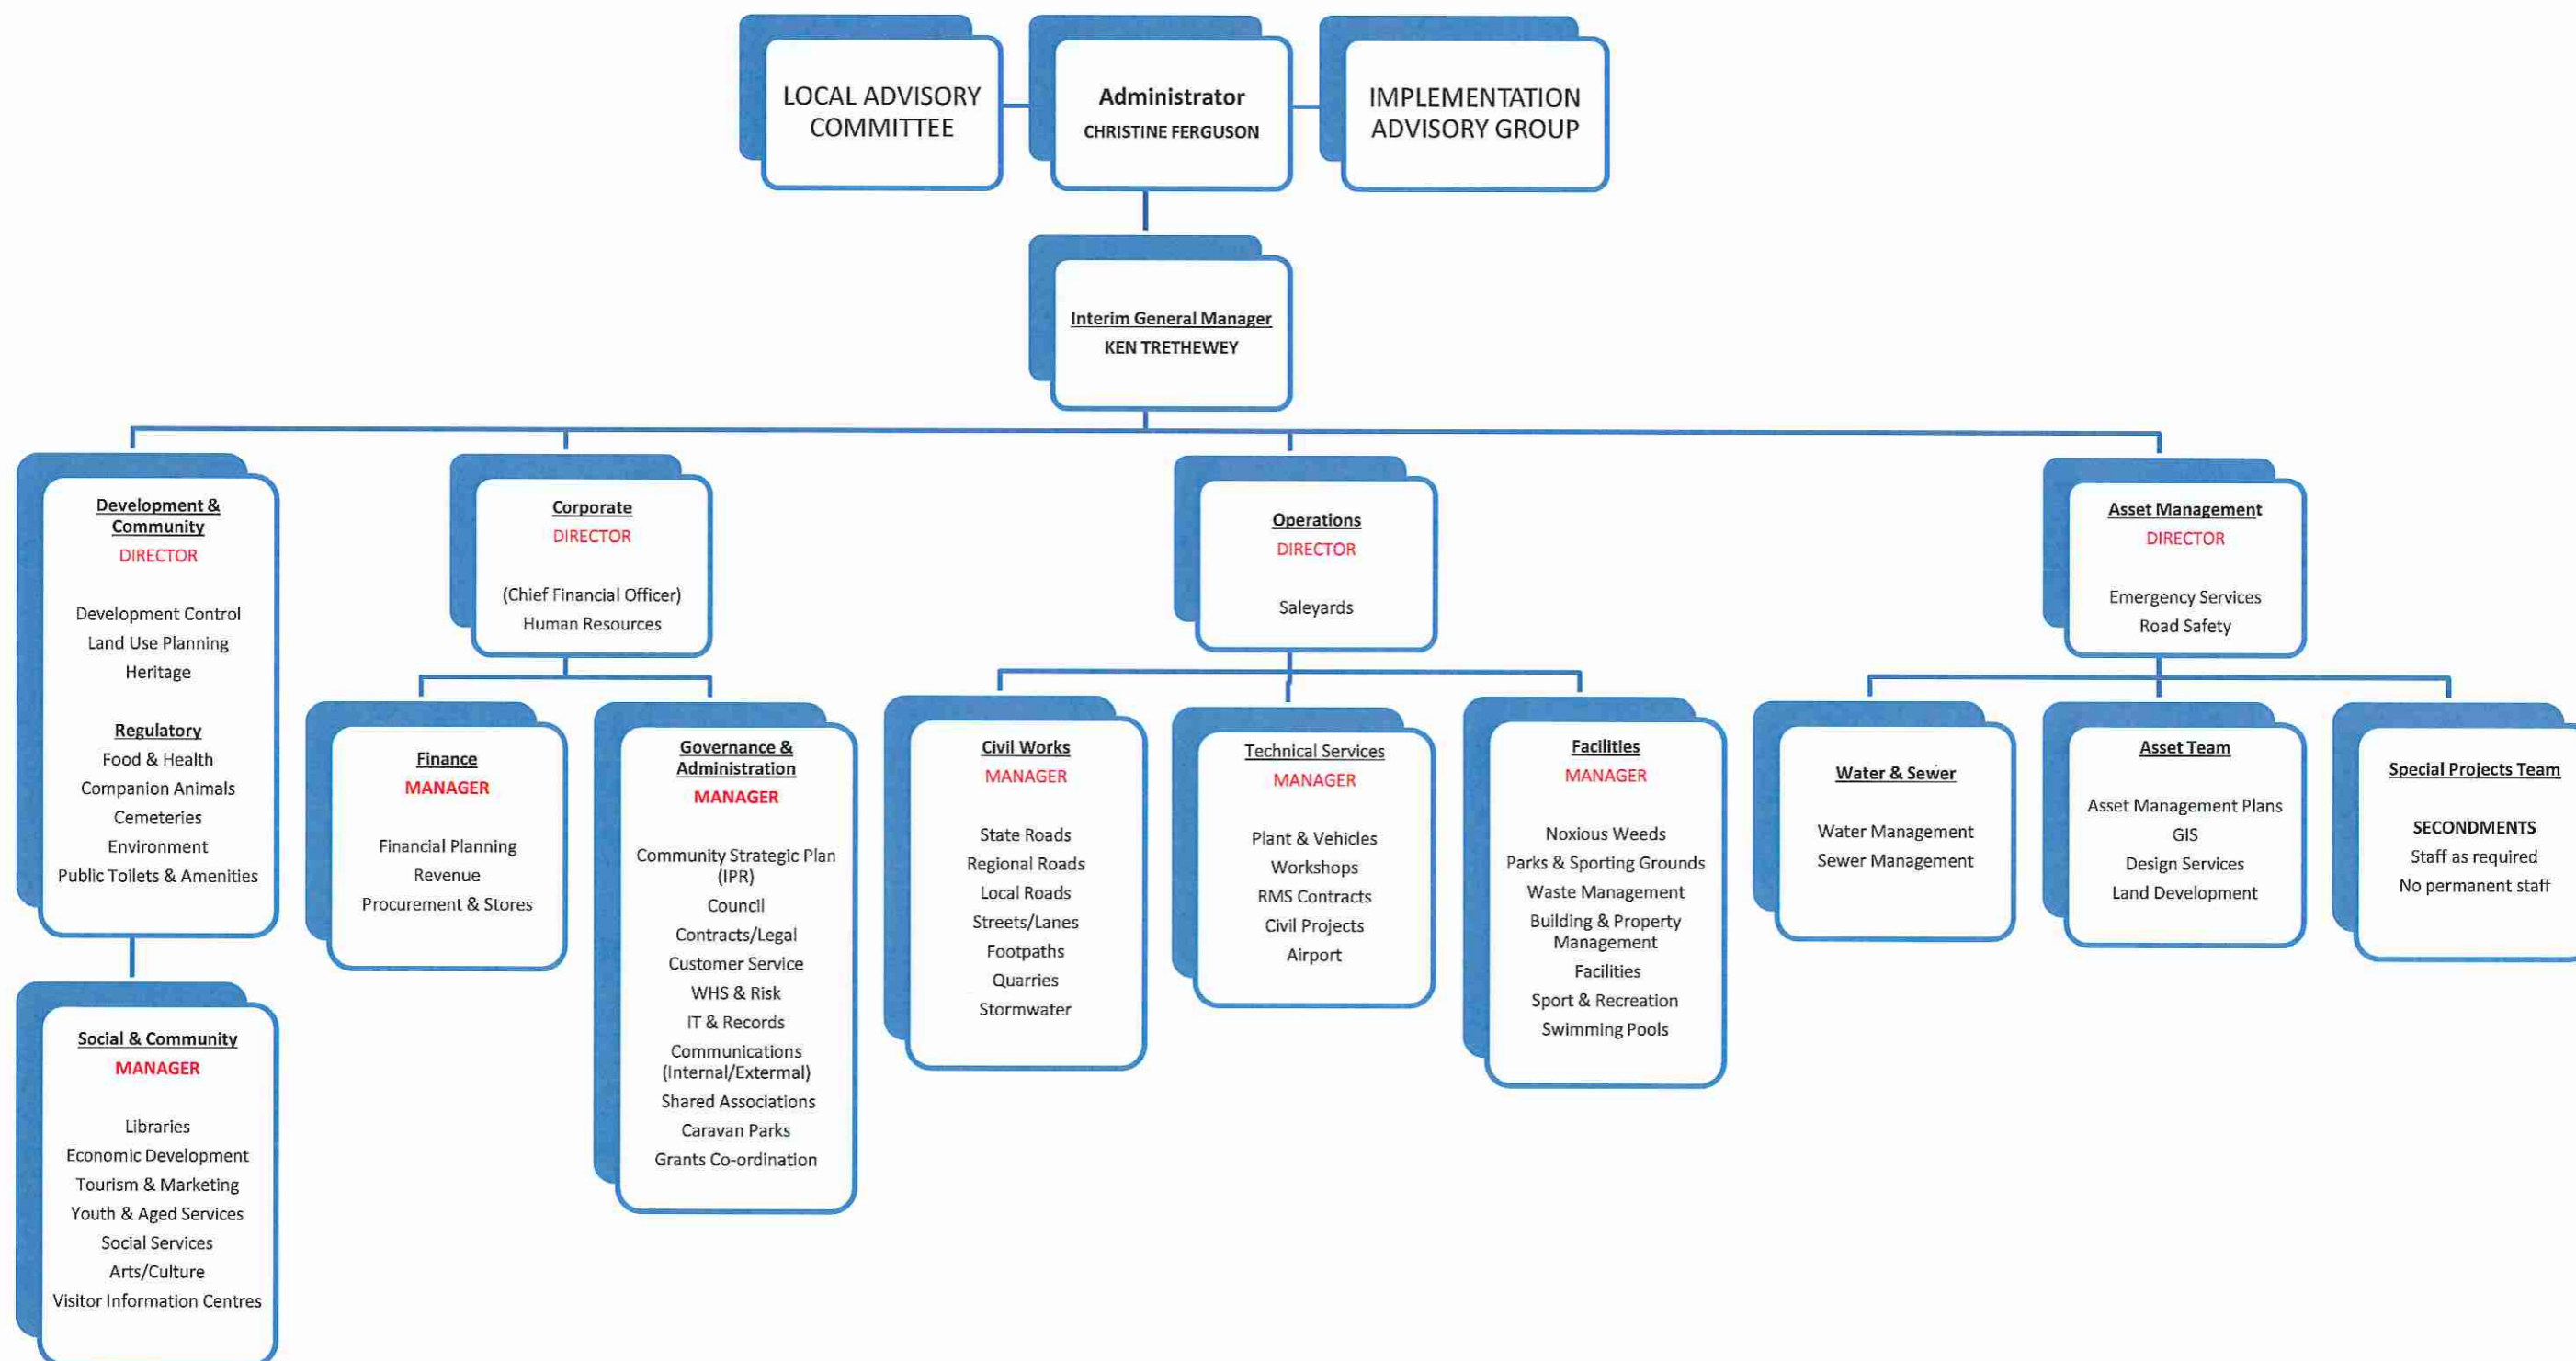 LOCAL ADVISORY
COMMITTEE
Administrator
CHRISTINE FERGUSON
IMPLEMENTATION
ADVISORY GROUP
Interim General Manager
KEN TRETHEWEY
Development &
Community
DIRECTOR
Development Control
Land Use Planning
Heritage
Regulatory
Food & Health
Companion Animals
Cemeteries
Environment
Public Toilets & Amenities
Corporate
DIRECTOR
(Chief Financial Officer)
Human Resources
Operations
DIRECTOR
Saleyards
Asset Management
DIRECTOR
Emergency Services
Road Safety
Social & Community
MANAGER
Libraries
Economic Development
Tourism & Marketing
Youth & Aged Services
Social Services
Arts/Culture
Visitor Information Centres
Finance
MANAGER
Financial Planning
Revenue
Procurement & Stores
Governance &
Administration
MANAGER
Community Strategic Plan
(IPR)
Council
Contracts/Legal
Customer Service
WHS & Risk
IT & Records
Communications
(Internal/Extermal)
Shared Associations
Caravan Parks
Grants Co-ordination
Civil Works
MANAGER
State Roads
Regional Roads
Local Roads
Streets/Lanes
Footpaths
Quarries
Stormwater
Technical Services
MANAGER
Plant & Vehicles
Workshops
RMS Contracts
Civil Projects
Airport
Facilities
MANAGER
Noxious Weeds
Parks & Sporting Grounds
Waste Management
Building & Property
Management
Facilities
Sport & Recreation
Swimming Pools
Water & Sewer
Water Management
Sewer Management
Asset Team
Asset Management Plans
GIS
Design Services
Land Development
Special Projects Team
SECONDMENTS
Staff as required
No permanent staff